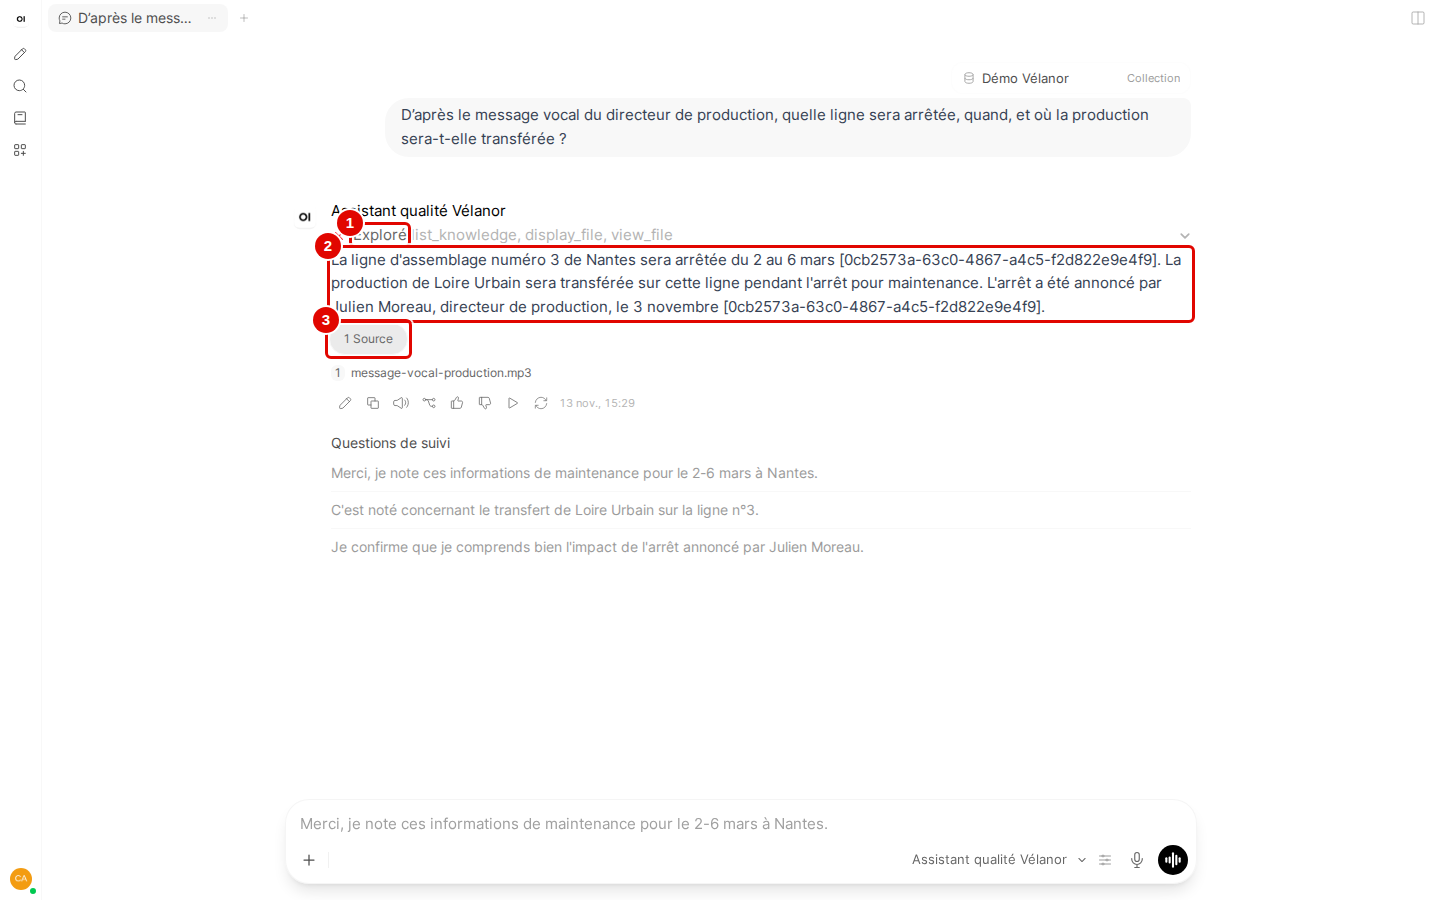 OI
D’après le mess...
Démo Vélanor
Collection
D’après le message vocal du directeur de production, quelle ligne sera arrêtée, quand, et où la production
sera-t-elle transférée ?
OI
Assistant qualité Vélanor
1
Exploré list_knowledge, display_file, view_file
2
La ligne d'assemblage numéro 3 de Nantes sera arrêtée du 2 au 6 mars [0cb2573a-63c0-4867-a4c5-f2d822e9e4f9]. La
production de Loire Urbain sera transférée sur cette ligne pendant l'arrêt pour maintenance. L'arrêt a été annoncé par
Julien Moreau, directeur de production, le 3 novembre [0cb2573a-63c0-4867-a4c5-f2d822e9e4f9].
3
1 Source
1 message-vocal-production.mp3
13 nov., 15:29
Questions de suivi
Merci, je note ces informations de maintenance pour le 2-6 mars à Nantes.
C'est noté concernant le transfert de Loire Urbain sur la ligne n°3.
Je confirme que je comprends bien l'impact de l'arrêt annoncé par Julien Moreau.
Merci, je note ces informations de maintenance pour le 2-6 mars à Nantes.
Assistant qualité Vélanor
CA